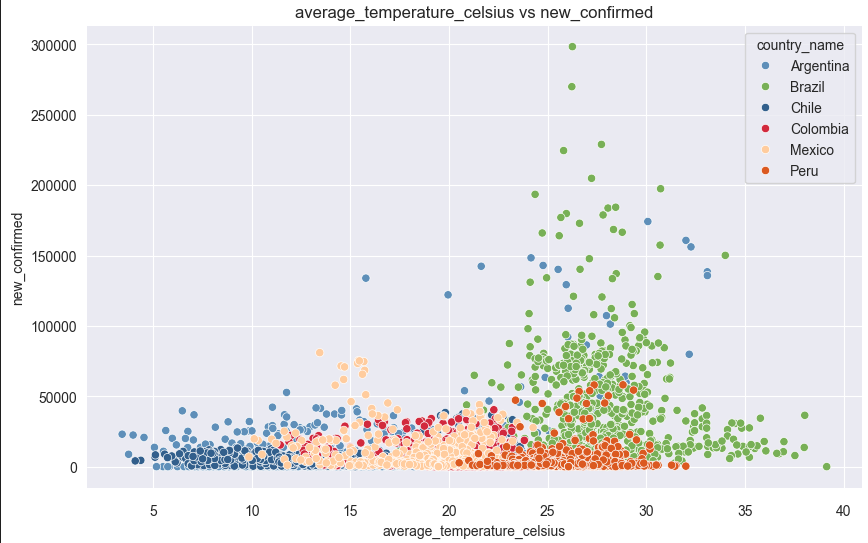 average_temperature_celsius vs new_confirmed
country_name
Argentina
Brazil
Chile
Colombia
Mexico
Peru
300000
250000
200000
150000
100000
50000
0
new_confirmed
5 10 15 20 25 30 35 40
average_temperature_celsius